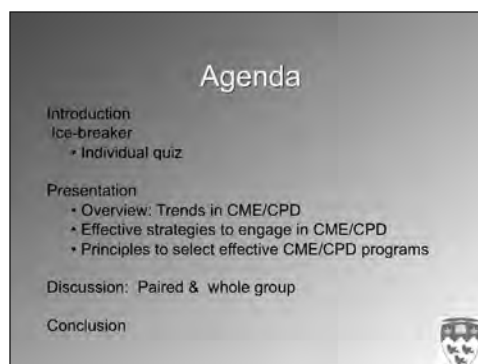 Agenda
Introduction
Ice-breaker
• Individual quiz
Presentation
• Overview: Trends in CME/CPD
• Effective strategies to engage in CME/CPD
• Principles to select effective CME/CPD programs
Discussion: Paired & whole group
Conclusion